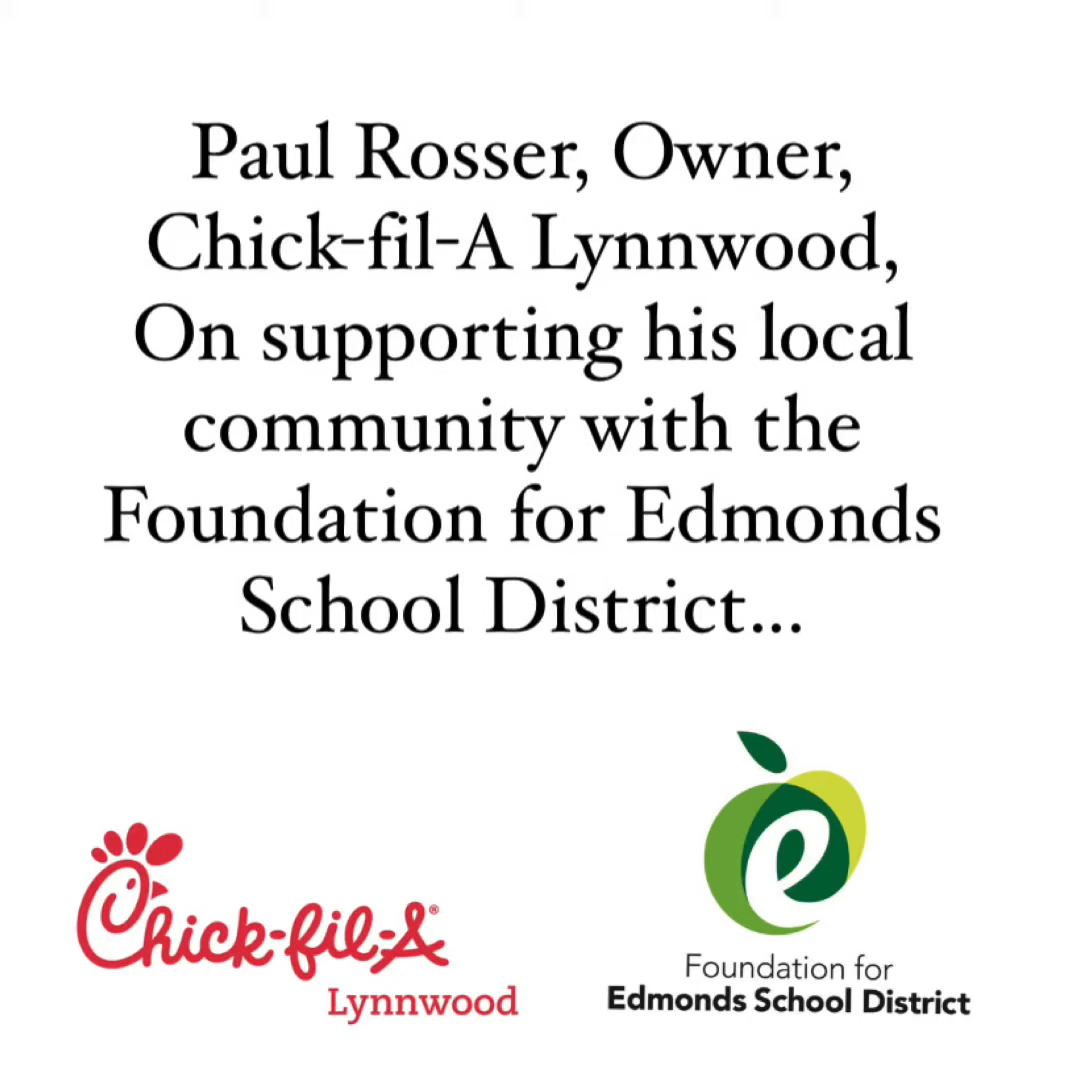 Paul Rosser, Owner,
Chick-fil-A Lynnwood,
On supporting his local
community with the
Foundation for Edmonds
School District...
Chick-fil-A®
Lynnwood
e
Foundation for
Edmonds School District